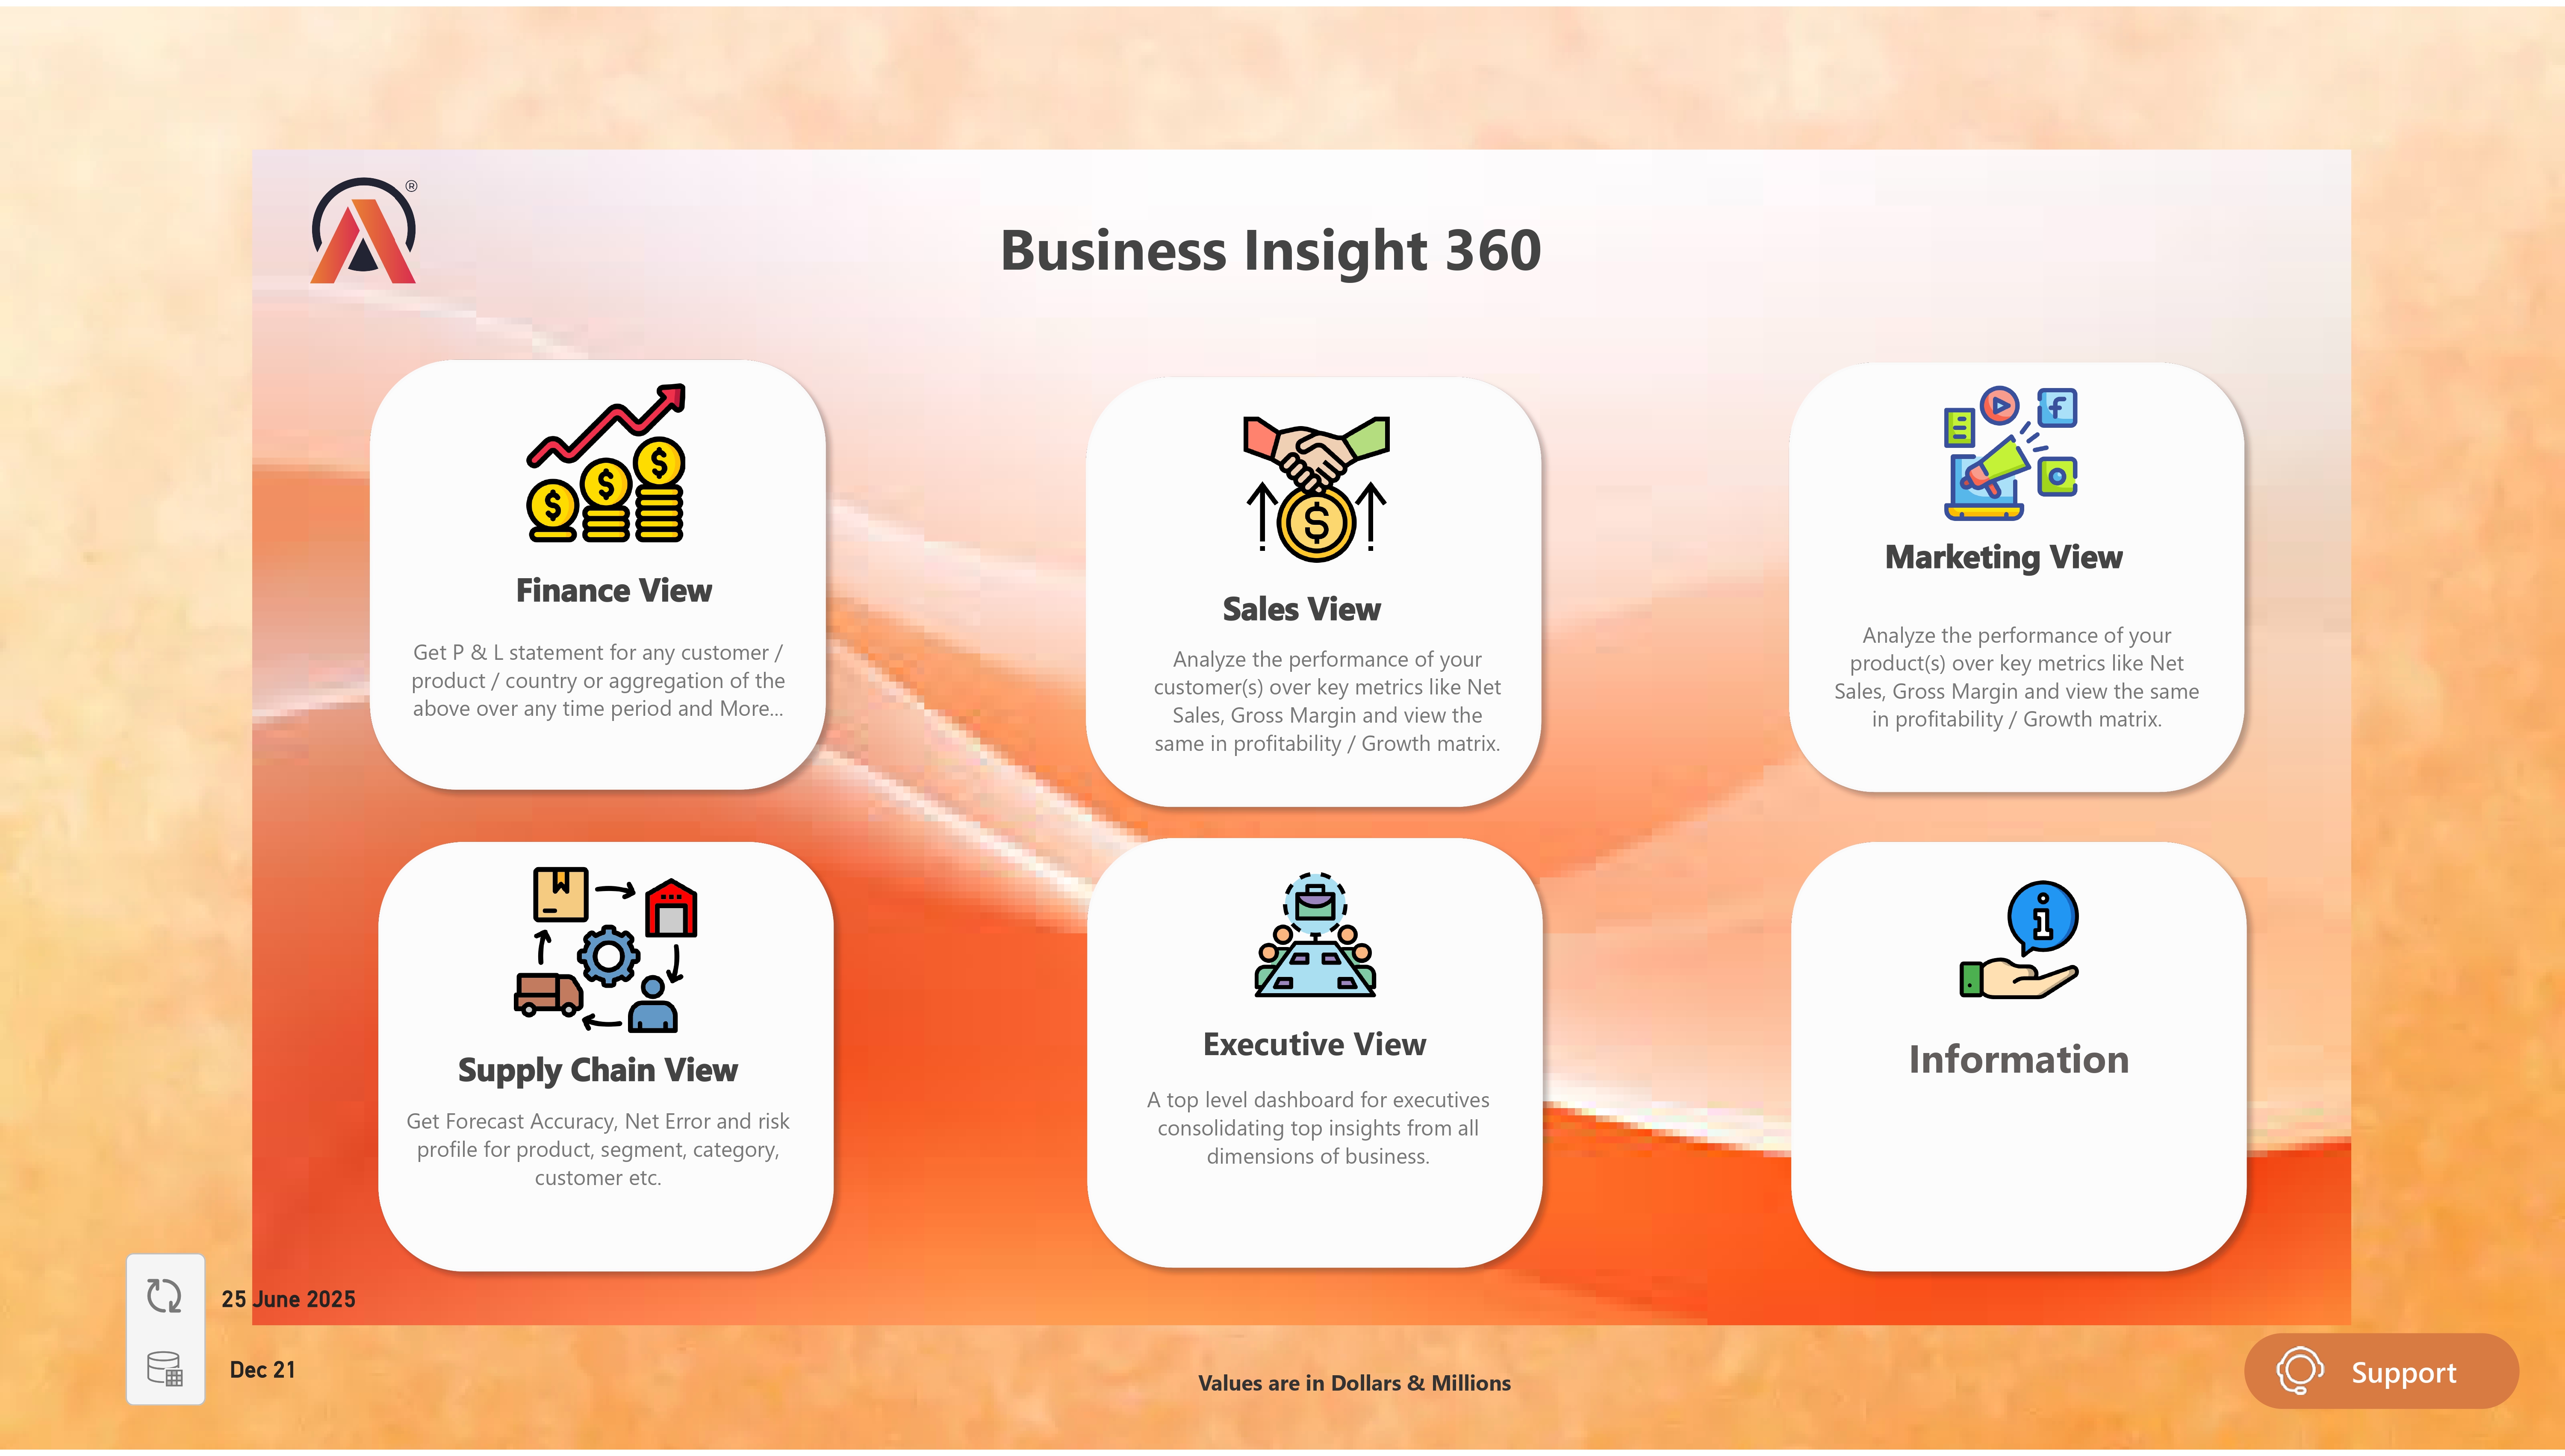 ®
Business Insight 360
Finance View
Get P & L statement for any customer /
product / country or aggregation of the
above over any time period and More...
Sales View
Analyze the performance of your
customer(s) over key metrics like Net
Sales, Gross Margin and view the
same in profitability / Growth matrix.
Marketing View
Analyze the performance of your
product(s) over key metrics like Net
Sales, Gross Margin and view the same
in profitability / Growth matrix.
Supply Chain View
Get Forecast Accuracy, Net Error and risk
profile for product, segment, category,
customer etc.
Executive View
A top level dashboard for executives
consolidating top insights from all
dimensions of business.
Information
25 June 2025
Dec 21
Values are in Dollars & Millions
Support